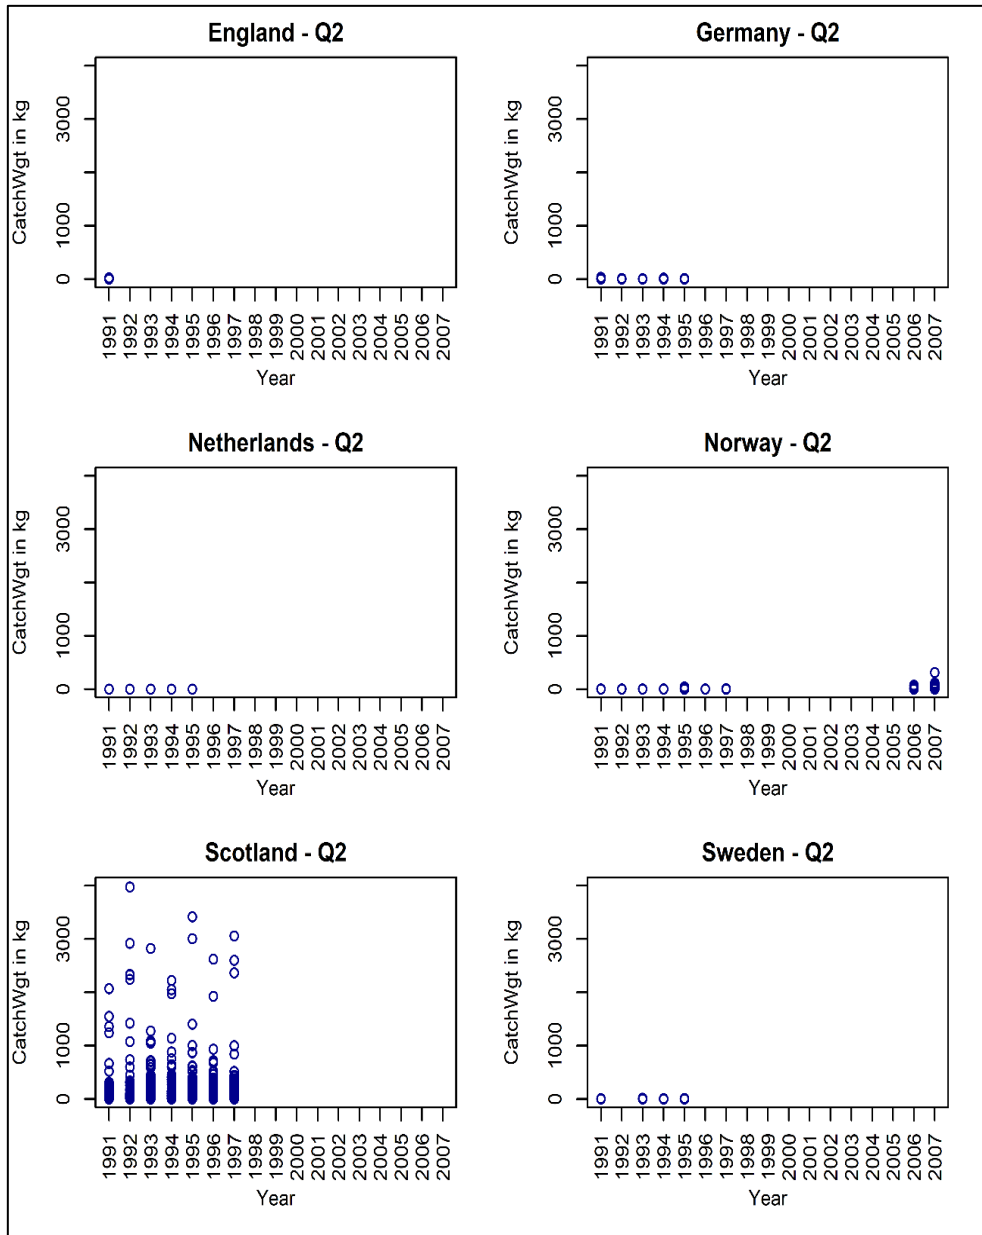 England - Q2
CatchWgt in kg
3000
1000
0
1991 1992 1993 1994 1995 1996 1997 1998 1999 2000 2001 2002 2003 2004 2005 2006 2007
Year
Germany - Q2
CatchWgt in kg
3000
1000
0
1991 1992 1993 1994 1995 1996 1997 1998 1999 2000 2001 2002 2003 2004 2005 2006 2007
Year
Netherlands - Q2
CatchWgt in kg
3000
1000
0
1991 1992 1993 1994 1995 1996 1997 1998 1999 2000 2001 2002 2003 2004 2005 2006 2007
Year
Norway - Q2
CatchWgt in kg
3000
1000
0
1991 1992 1993 1994 1995 1996 1997 1998 1999 2000 2001 2002 2003 2004 2005 2006 2007
Year
Scotland - Q2
CatchWgt in kg
3000
1000
0
1991 1992 1993 1994 1995 1996 1997 1998 1999 2000 2001 2002 2003 2004 2005 2006 2007
Year
Sweden - Q2
CatchWgt in kg
3000
1000
0
1991 1992 1993 1994 1995 1996 1997 1998 1999 2000 2001 2002 2003 2004 2005 2006 2007
Year